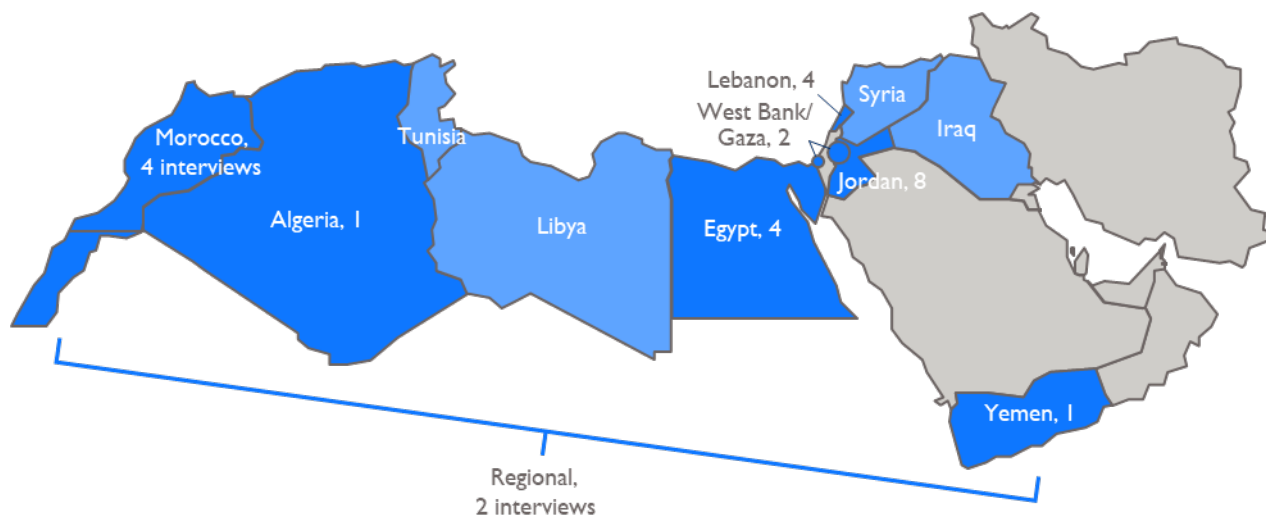 Lebanon, 4
West Bank/
Gaza, 2
Syria
Iraq
Morocco,
4 interviews
Tunisia
Jordan, 8
Algeria, 1
Libya
Egypt, 4
Yemen, 1
Regional,
2 interviews